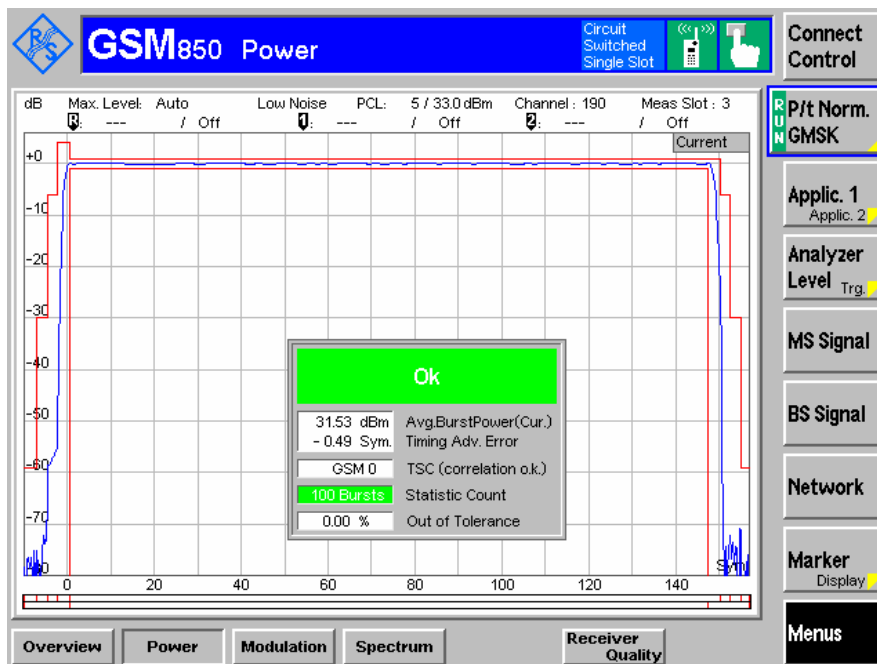 R&S
GSM850 Power
Circuit
Switched
Single Slot
Connect
Control
dB Max. Level: Auto Low Noise PCL: 5 / 33.0 dBm Channel : 190 Meas Slot : 3
R: --- / Off 1: --- / Off 2: --- / Off
Current
RUN
P/t Norm.
GMSK
Applic. 1
Applic. 2
Analyzer
Level Trg.
MS Signal
BS Signal
Network
Marker
Display
Menus
+0
-10
-20
-30
-40
-50
-60
-70
Ok
31.53 dBm Avg.BurstPower(Cur.)
- 0.49 Sym. Timing Adv. Error
GSM 0 TSC (correlation o.k.)
100 Bursts Statistic Count
0.00 % Out of Tolerance
0 20 40 60 80 100 120 140
Overview Power Modulation Spectrum Receiver
Quality